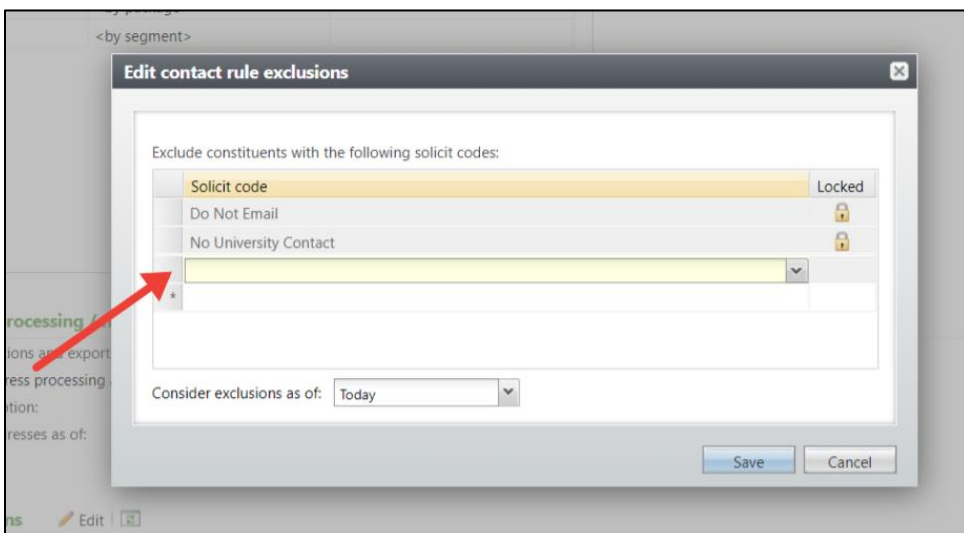 <by segment>
Edit contact rule exclusions
Exclude constituents with the following solicit codes:
Solicit code Locked
Do Not Email
No University Contact
*
rocessing /
ions and export
ress processing
tion:
resses as of:
Consider exclusions as of: Today
Save Cancel
ns Edit